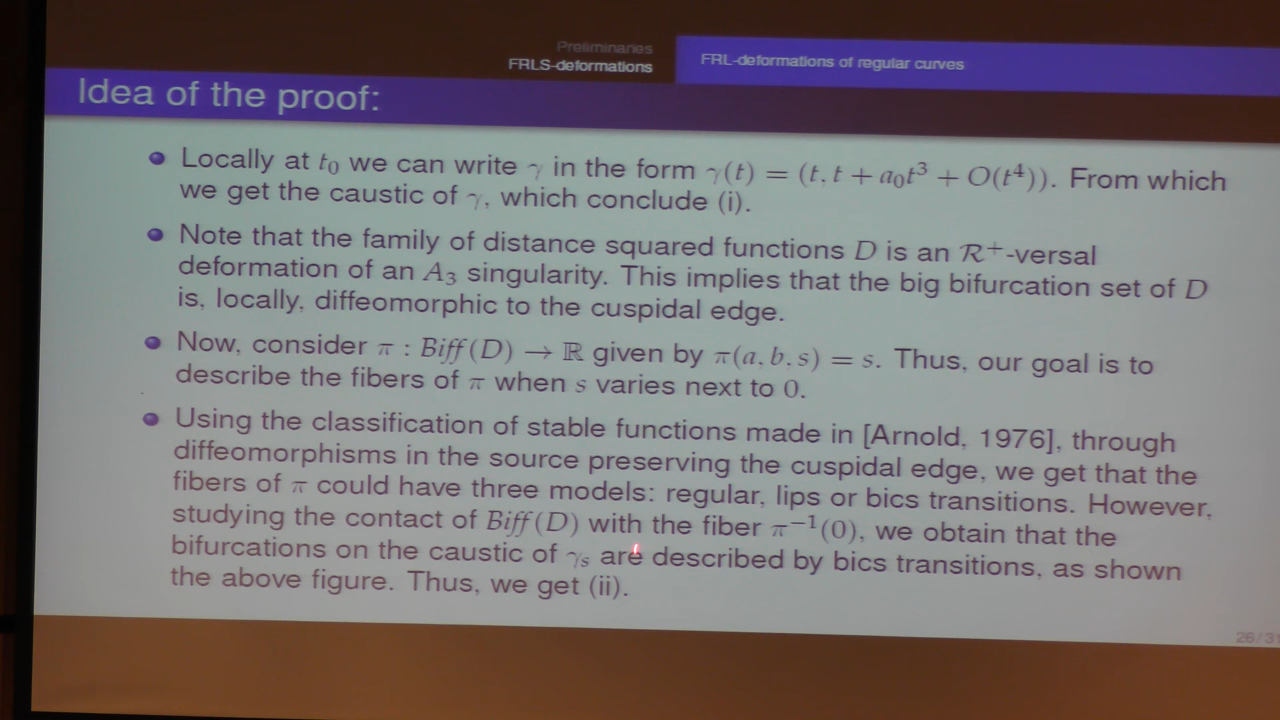 Preliminaries
FRLS-deformations
FRL-deformations of regular curves
Idea of the proof:
Locally at t₀ we can write γ in the form γ(t) = (t, t + a₀t³ + O(t⁴)). From which
we get the caustic of γ, which conclude (i).
Note that the family of distance squared functions D is an R⁺-versal
deformation of an A₃ singularity. This implies that the big bifurcation set of D
is, locally, diffeomorphic to the cuspidal edge.
Now, consider π : Biff(D) → ℝ given by π(a, b, s) = s. Thus, our goal is to
describe the fibers of π when s varies next to 0.
Using the classification of stable functions made in [Arnold, 1976], through
diffeomorphisms in the source preserving the cuspidal edge, we get that the
fibers of π could have three models: regular, lips or bics transitions. However,
studying the contact of Biff(D) with the fiber π⁻¹(0), we obtain that the
bifurcations on the caustic of γₛ are described by bics transitions, as shown
the above figure. Thus, we get (ii).
26/31